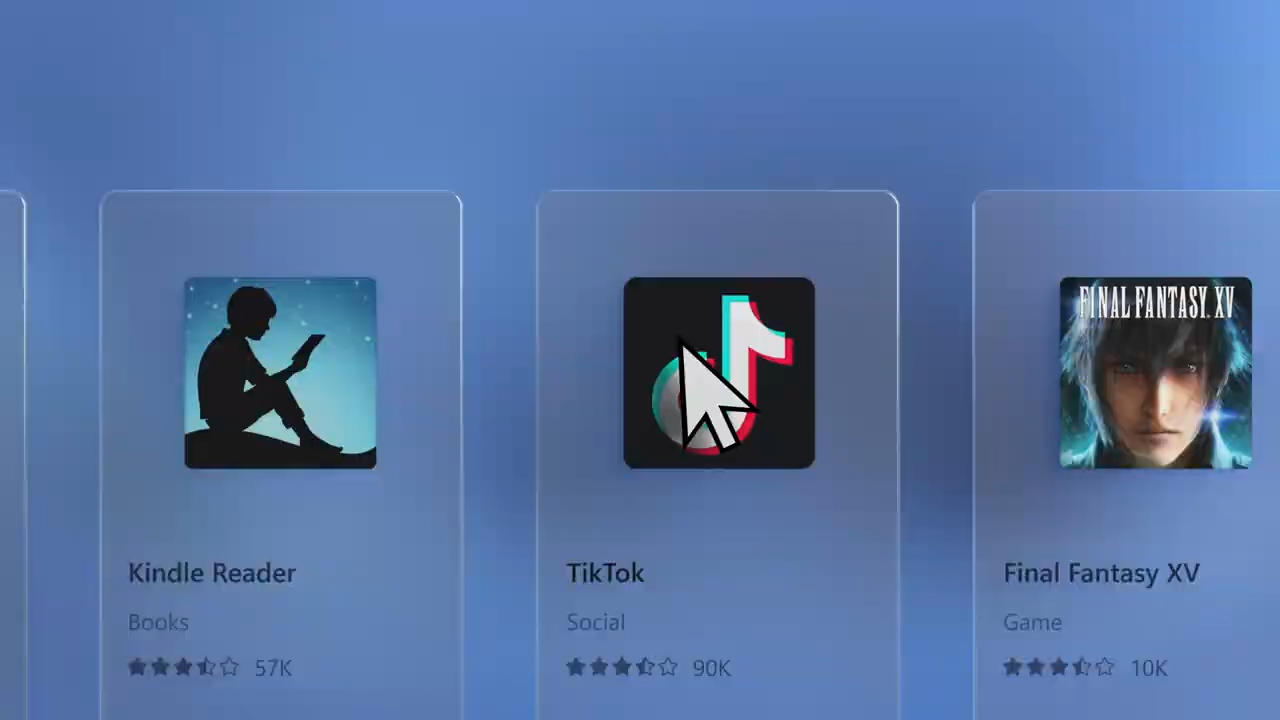 FINAL FANTASY XV
Kindle Reader
Books
57K
TikTok
Social
90K
Final Fantasy XV
Game
10K